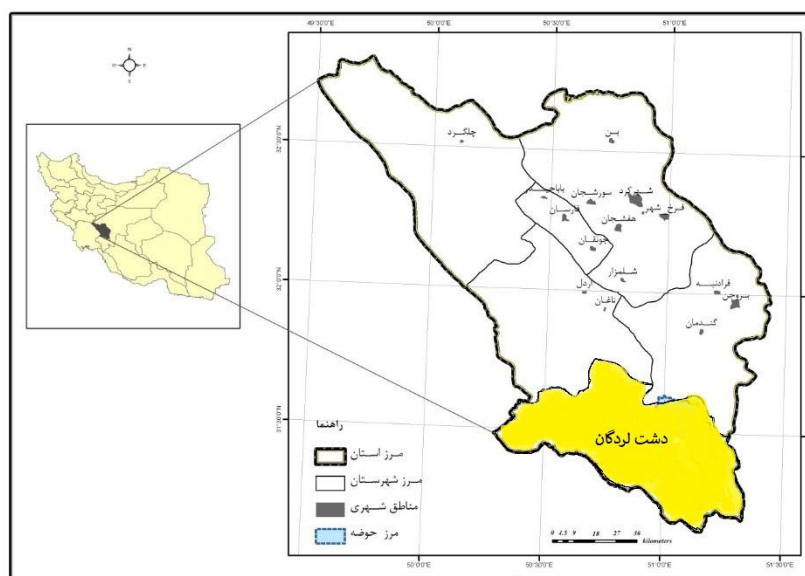 49°30'0"E
50°0'0"E
50°30'0"E
51°0'0"E
N
چلگرد
بن
باباحیدر
سورشجان
شهرکرد
فرخ شهر
فارسان
هفشجان
جونقان
شلمزار
اردل
ناغان
فرادنبه
بروجن
گندمان
دشت لردگان
راهنما
مرز استان
مرز شهرستان
مناطق شهری
مرز حوضه
0 4.5 9 18 27 36
kilometers
50°0'0"E
50°30'0"E
51°0'0"E
51°30'0"E